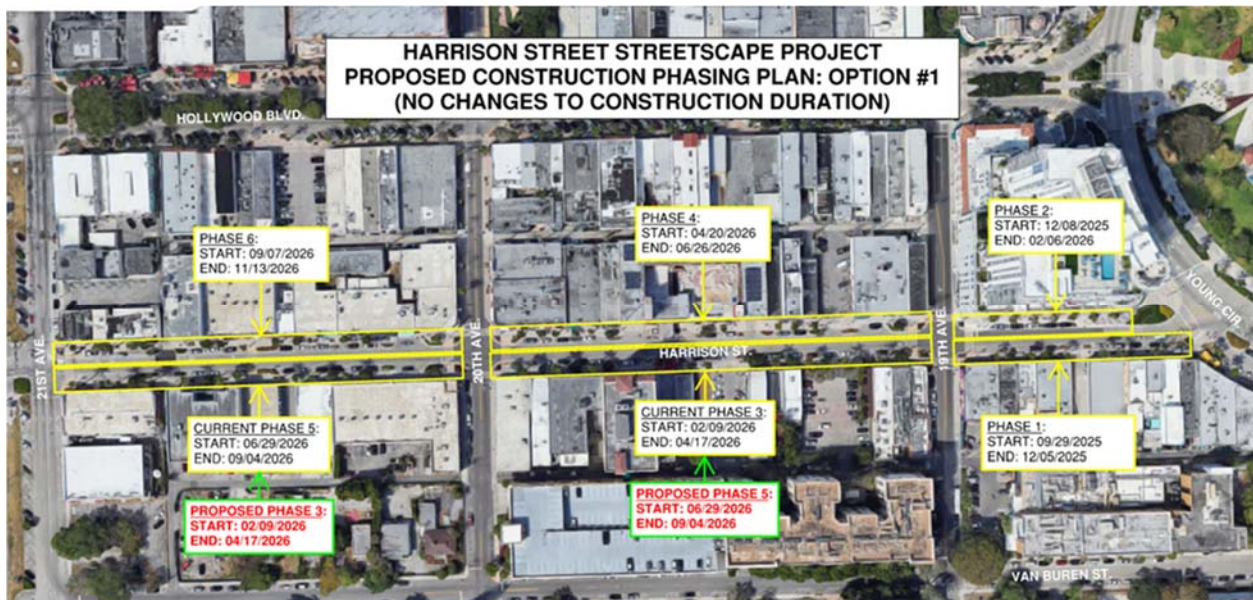 HARRISON STREET STREETSCAPE PROJECT
PROPOSED CONSTRUCTION PHASING PLAN: OPTION #1
(NO CHANGES TO CONSTRUCTION DURATION)
HOLLYWOOD BLVD.
PHASE 6:
START: 09/07/2026
END: 11/13/2026
PHASE 4:
START: 04/20/2026
END: 06/26/2026
PHASE 2:
START: 12/08/2025
END: 02/06/2026
YOUNG CIR.
21ST AVE.
20TH AVE.
HARRISON ST.
19TH AVE.
CURRENT PHASE 5:
START: 06/29/2026
END: 09/04/2026
CURRENT PHASE 3:
START: 02/09/2026
END: 04/17/2026
PHASE 1:
START: 09/29/2025
END: 12/05/2025
PROPOSED PHASE 3:
START: 02/09/2026
END: 04/17/2026
PROPOSED PHASE 5:
START: 06/29/2026
END: 09/04/2026
VAN BUREN ST.